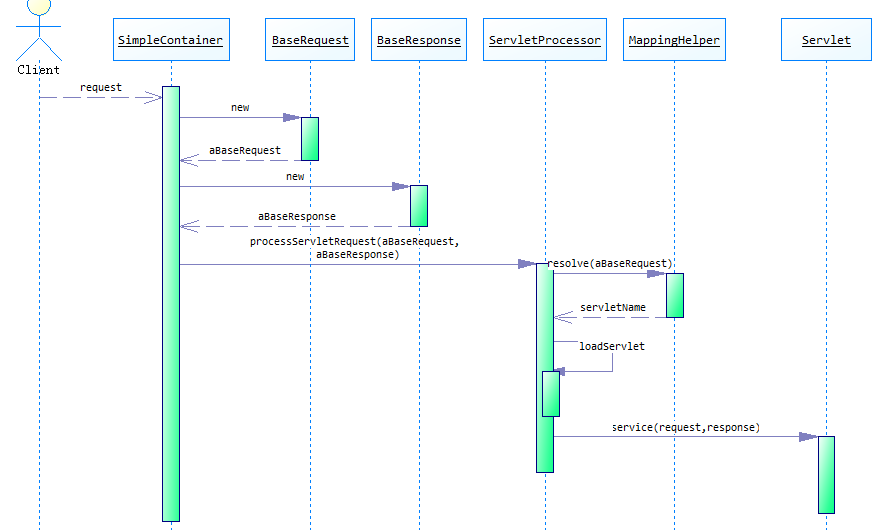 SimpleContainer
BaseRequest
BaseResponse
ServletProcessor
MappingHelper
Servlet
Client
request
new
aBaseRequest
new
aBaseResponse
processServletRequest(aBaseRequest,
aBaseResponse)
resolve(aBaseRequest)
servletName
loadServlet
service(request,response)